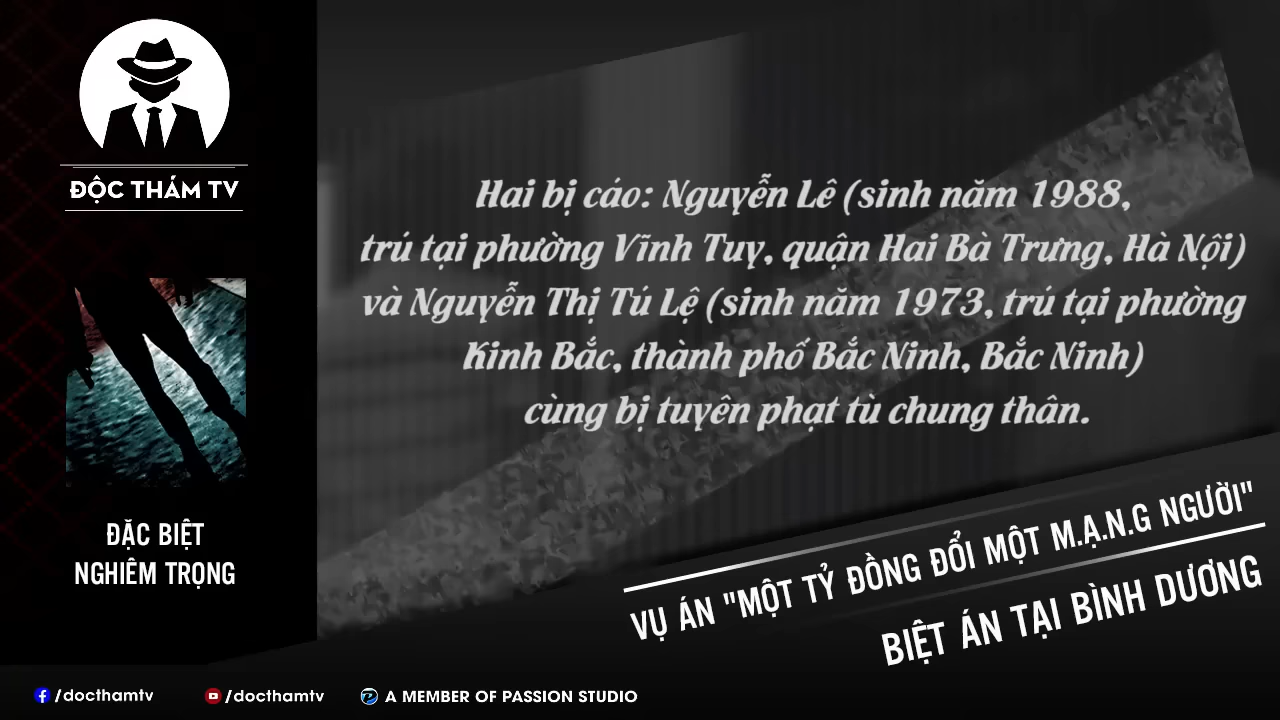 ĐỘC THÁM TV
ĐẶC BIỆT
NGHIÊM TRỌNG
Hai bị cáo: Nguyễn Lê (sinh năm 1988,
trú tại phường Vĩnh Tuy, quận Hai Bà Trưng, Hà Nội)
và Nguyễn Thị Tú Lệ (sinh năm 1973, trú tại phường
Kinh Bắc, thành phố Bắc Ninh, Bắc Ninh)
cùng bị tuyên phạt tù chung thân.
VỤ ÁN "MỘT TỶ ĐỒNG ĐỔI MỘT M.Ạ.N.G NGƯỜI"
BIỆT ÁN TẠI BÌNH DƯƠNG
/docthamtv
/docthamtv
A MEMBER OF PASSION STUDIO